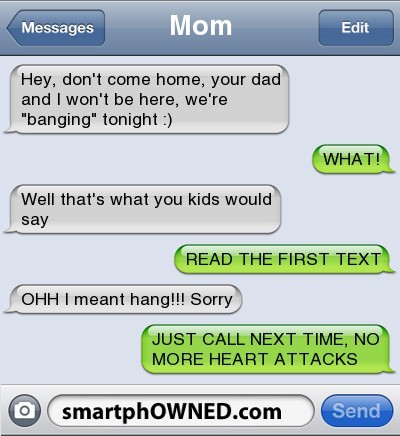 Messages
Mom
Edit
Hey, don't come home, your dad
and I won't be here, we're
"banging" tonight :)
WHAT!
Well that's what you kids would
say
READ THE FIRST TEXT
OHH I meant hang!!! Sorry
JUST CALL NEXT TIME, NO
MORE HEART ATTACKS
smartphOWNED.com
Send